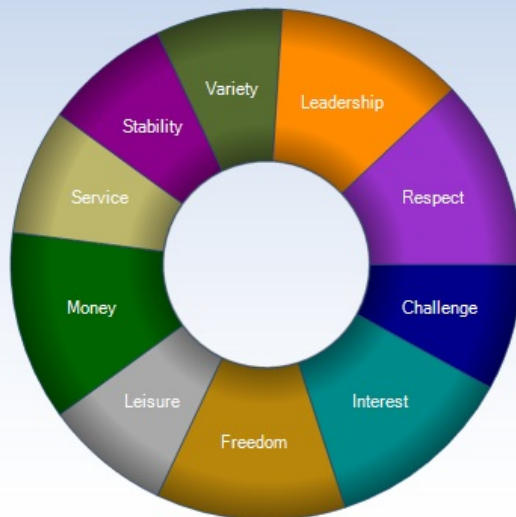 Variety
Leadership
Stability
Respect
Service
Money
Challenge
Leisure
Interest
Freedom